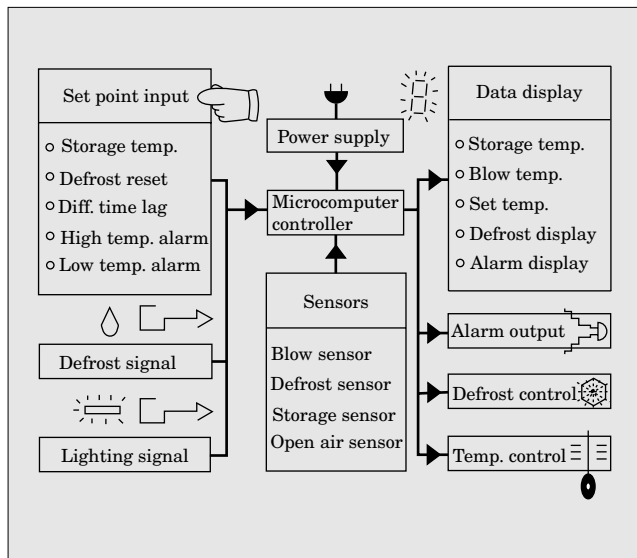 Set point input
Storage temp.
Defrost reset
Diff. time lag
High temp. alarm
Low temp. alarm
Defrost signal
Lighting signal
Power supply
Microcomputer
controller
Sensors
Blow sensor
Defrost sensor
Storage sensor
Open air sensor
Data display
Storage temp.
Blow temp.
Set temp.
Defrost display
Alarm display
Alarm output
Defrost control
Temp. control